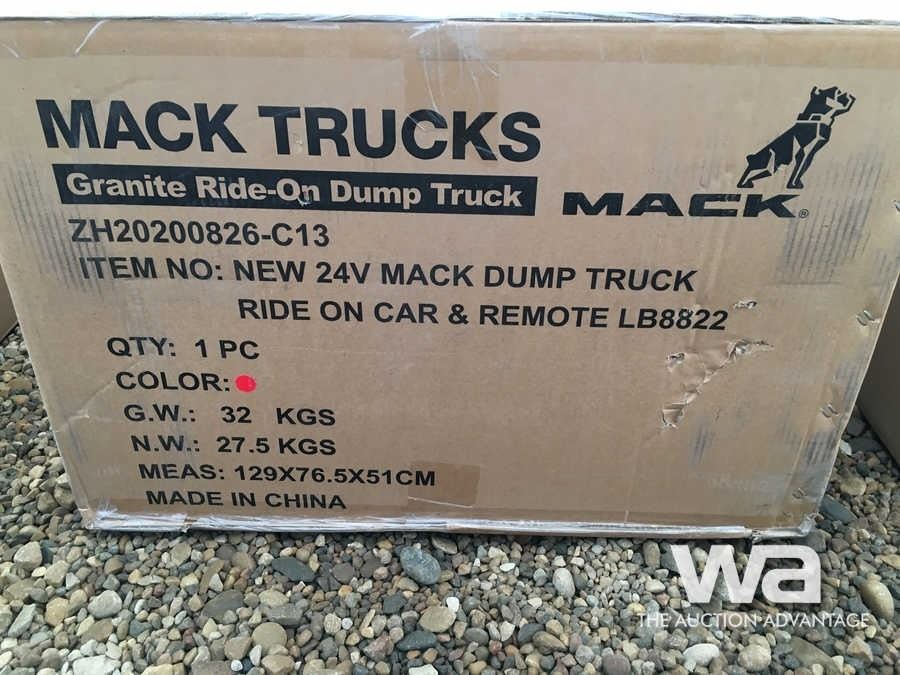 MACK TRUCKS
Granite Ride-On Dump Truck
MACK®
ZH20200826-C13
ITEM NO: NEW 24V MACK DUMP TRUCK
RIDE ON CAR & REMOTE LB8822
QTY: 1 PC
COLOR:
G.W.: 32 KGS
N.W.: 27.5 KGS
MEAS: 129X76.5X51CM
MADE IN CHINA
wa
THE AUCTION ADVANTAGE